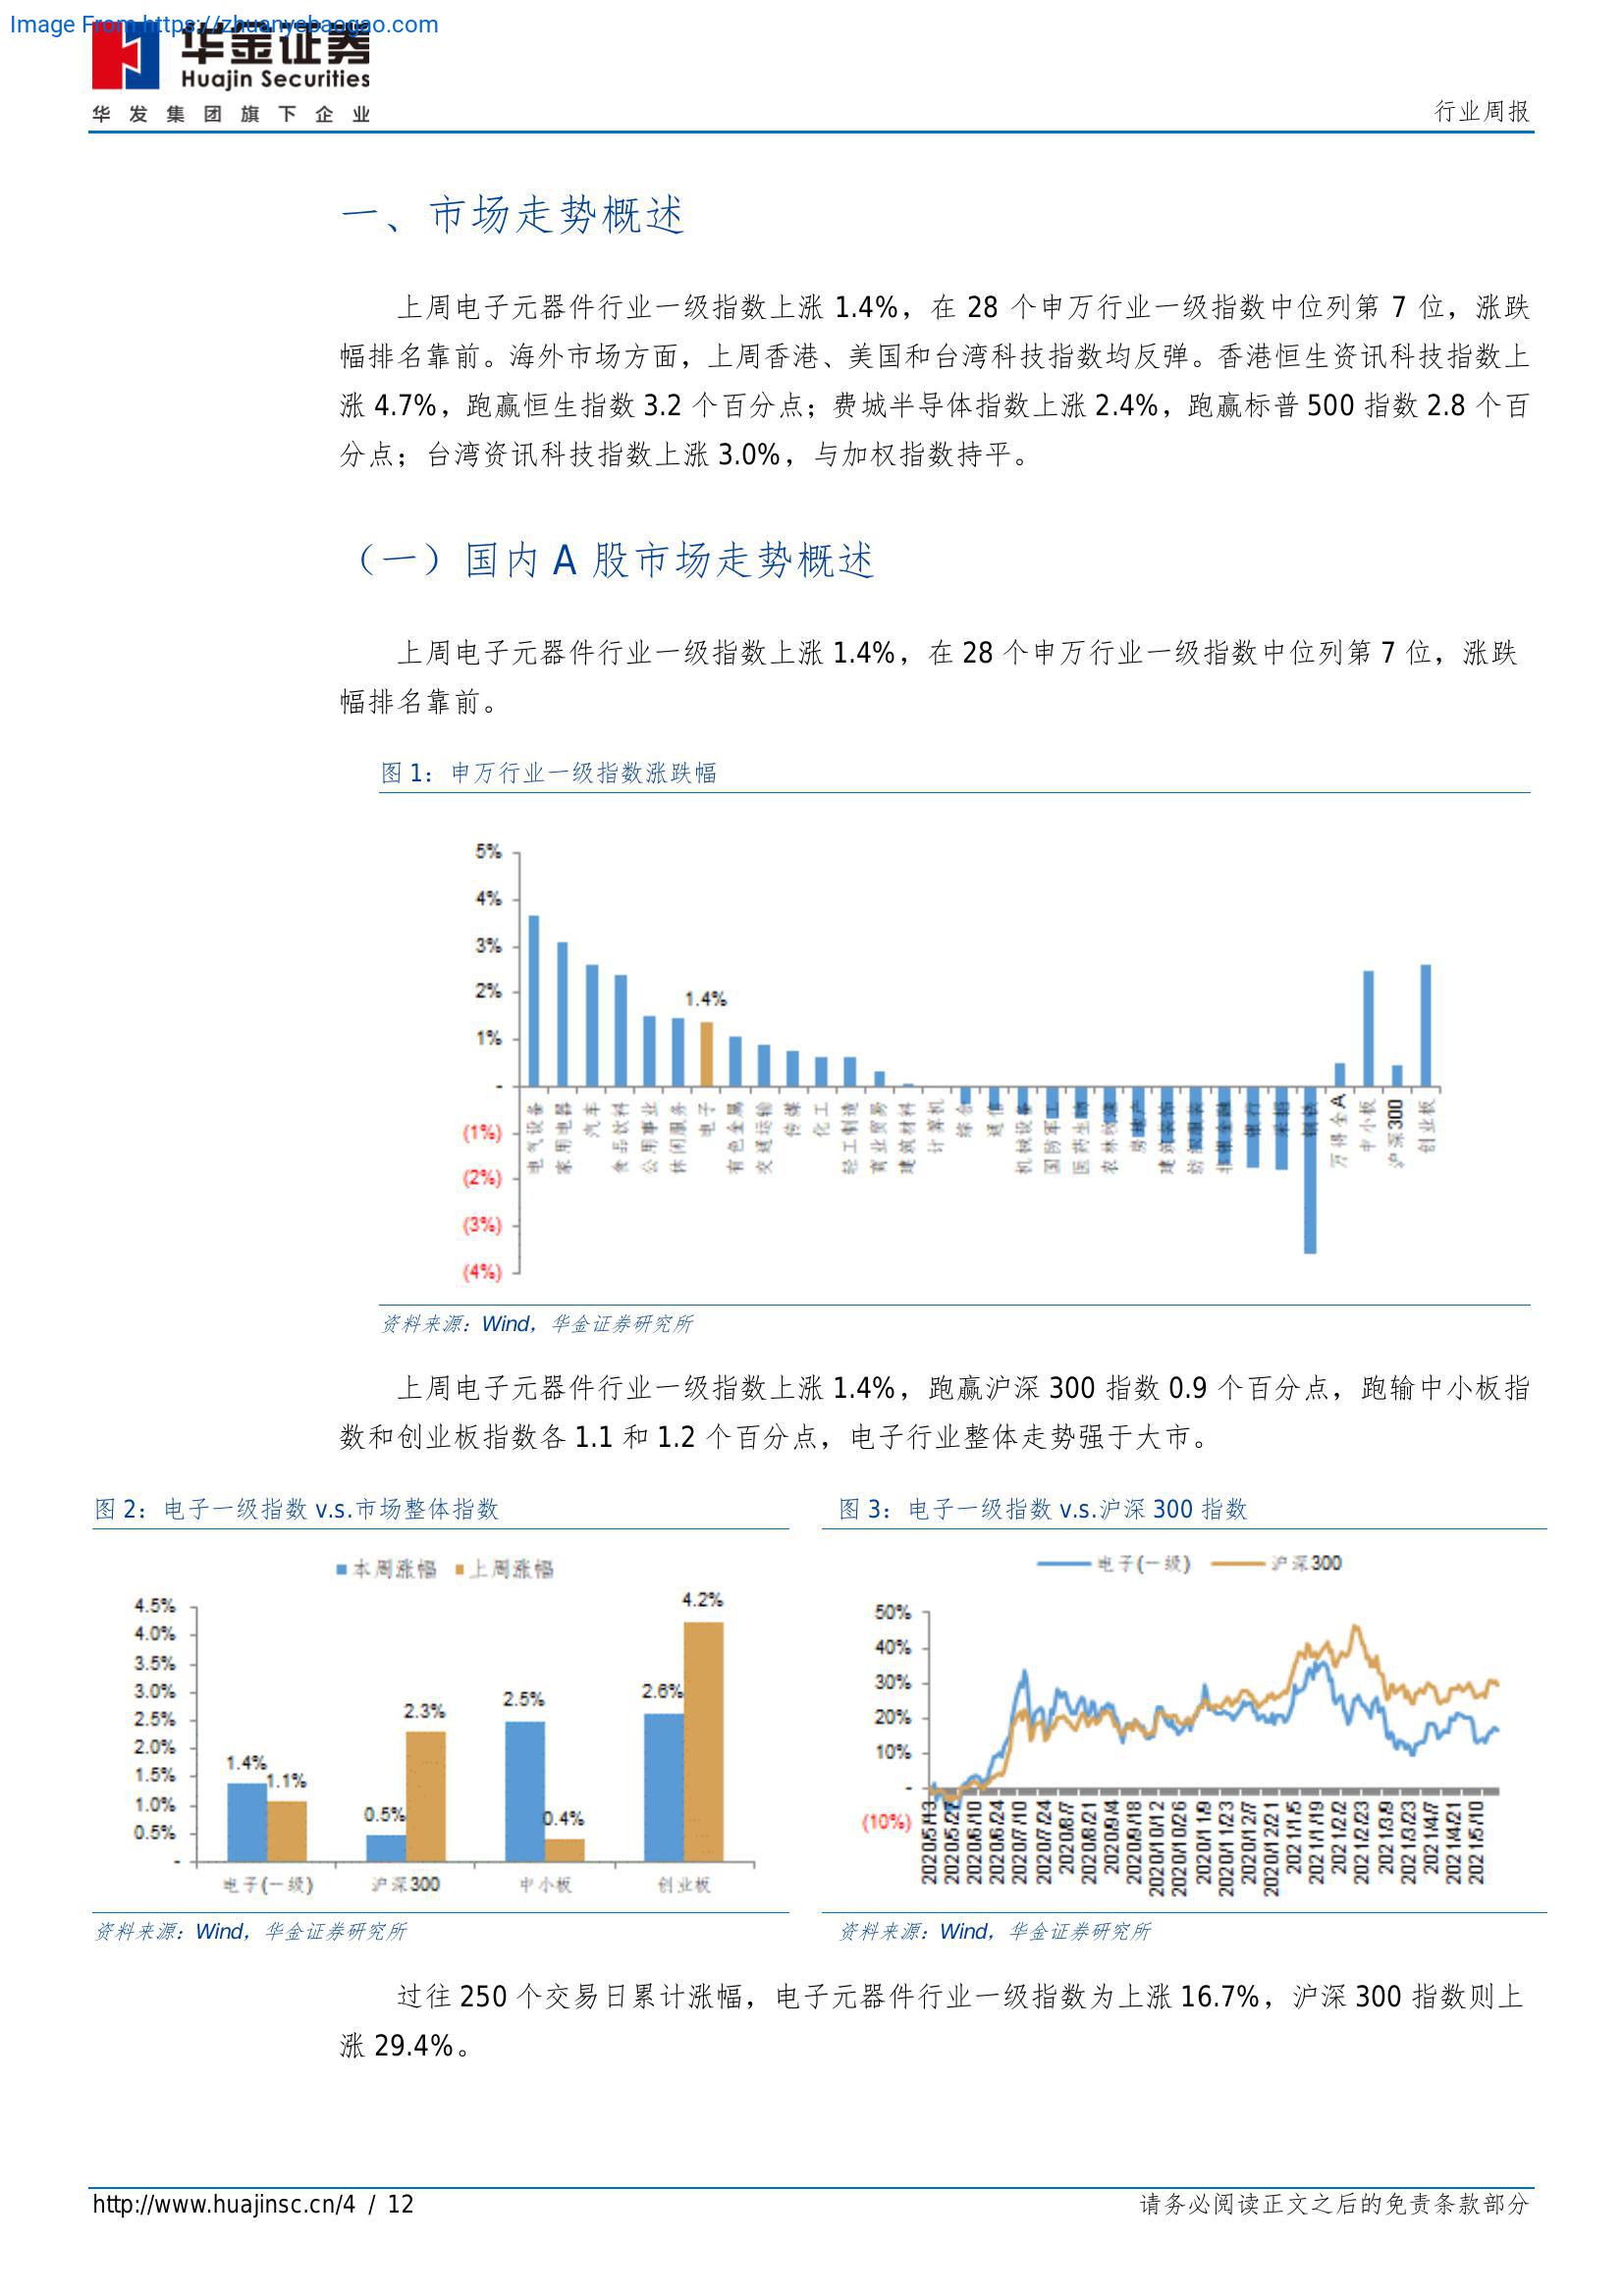 Image From https://zhuanyebaogao.com
华金证券
Huajin Securities
华发集团旗下企业
行业周报
一、市场走势概述
上周电子元器件行业一级指数上涨 1.4%，在 28 个申万行业一级指数中位列第 7 位，涨跌
幅排名靠前。海外市场方面，上周香港、美国和台湾科技指数均反弹。香港恒生资讯科技指数上
涨 4.7%，跑赢恒生指数 3.2 个百分点；费城半导体指数上涨 2.4%，跑赢标普 500 指数 2.8 个百
分点；台湾资讯科技指数上涨 3.0%，与加权指数持平。
（一）国内 A 股市场走势概述
上周电子元器件行业一级指数上涨 1.4%，在 28 个申万行业一级指数中位列第 7 位，涨跌
幅排名靠前。
图 1：申万行业一级指数涨跌幅
5%
4%
3%
2%
1%
-
(1%)
(2%)
(3%)
(4%)
1.4%
电气设备
家用电器
汽车
食品饮料
公用事业
休闲服务
电子
有色金属
交通运输
传媒
化工
轻工制造
商业贸易
建筑材料
计算机
综合
通信
机械设备
国防军工
医药生物
农林牧渔
房地产
建筑装饰
纺织服装
非银金融
银行
采掘
钢铁
万得全A
中小板
沪深300
创业板
资料来源：Wind，华金证券研究所
上周电子元器件行业一级指数上涨 1.4%，跑赢沪深 300 指数 0.9 个百分点，跑输中小板指
数和创业板指数各 1.1 和 1.2 个百分点，电子行业整体走势强于大市。
图 2：电子一级指数 v.s.市场整体指数
本周涨幅 上周涨幅
4.5%
4.0%
3.5%
3.0%
2.5%
2.0%
1.5%
1.0%
0.5%
-
1.4%
1.1%
0.5%
2.3%
2.5%
0.4%
2.6%
4.2%
电子(一级) 沪深300 中小板 创业板
资料来源：Wind，华金证券研究所
图 3：电子一级指数 v.s.沪深 300 指数
电子(一级) 沪深300
50%
40%
30%
20%
10%
-
(10%)
2020/5/13
2020/5/27
2020/6/10
2020/6/24
2020/7/10
2020/7/24
2020/8/7
2020/8/21
2020/9/4
2020/9/18
2020/10/12
2020/10/26
2020/11/9
2020/11/23
2020/12/7
2020/12/21
2021/1/5
2021/1/19
2021/2/2
2021/2/23
2021/3/9
2021/3/23
2021/4/7
2021/4/21
2021/5/10
资料来源：Wind，华金证券研究所
过往 250 个交易日累计涨幅，电子元器件行业一级指数为上涨 16.7%，沪深 300 指数则上
涨 29.4%。
http://www.huajinsc.cn/4 / 12
请务必阅读正文之后的免责条款部分